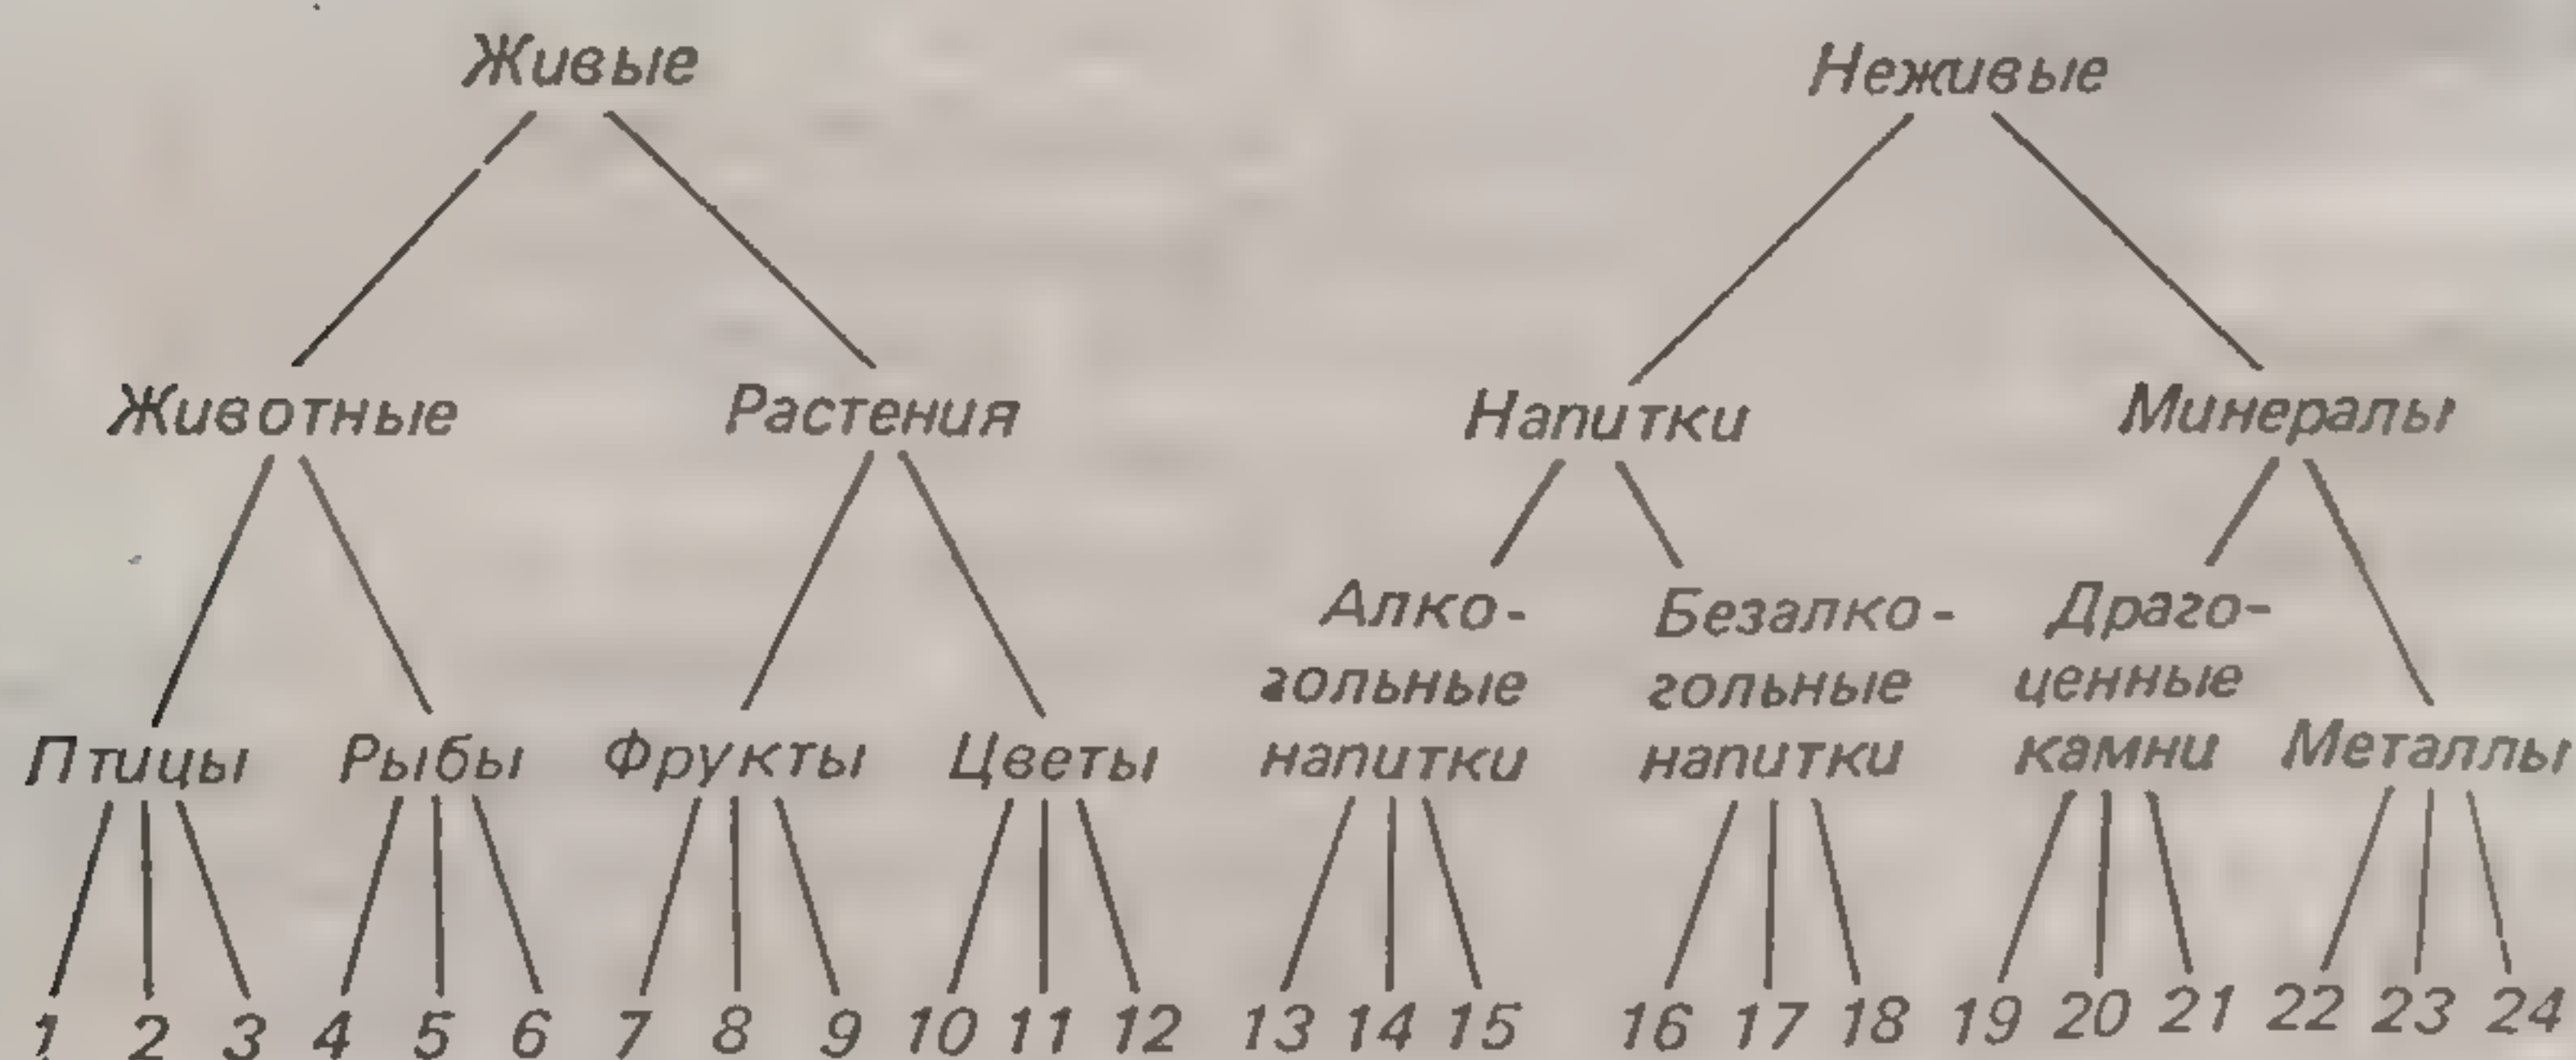 Живые Неживые
Животные Растения Напитки Минералы
Алко- Безалко- Драго-
гольные гольные ценные
Птицы Рыбы Фрукты Цветы напитки напитки камни Металлы
1 2 3 4 5 6 7 8 9 10 11 12 13 14 15 16 17 18 19 20 21 22 23 24